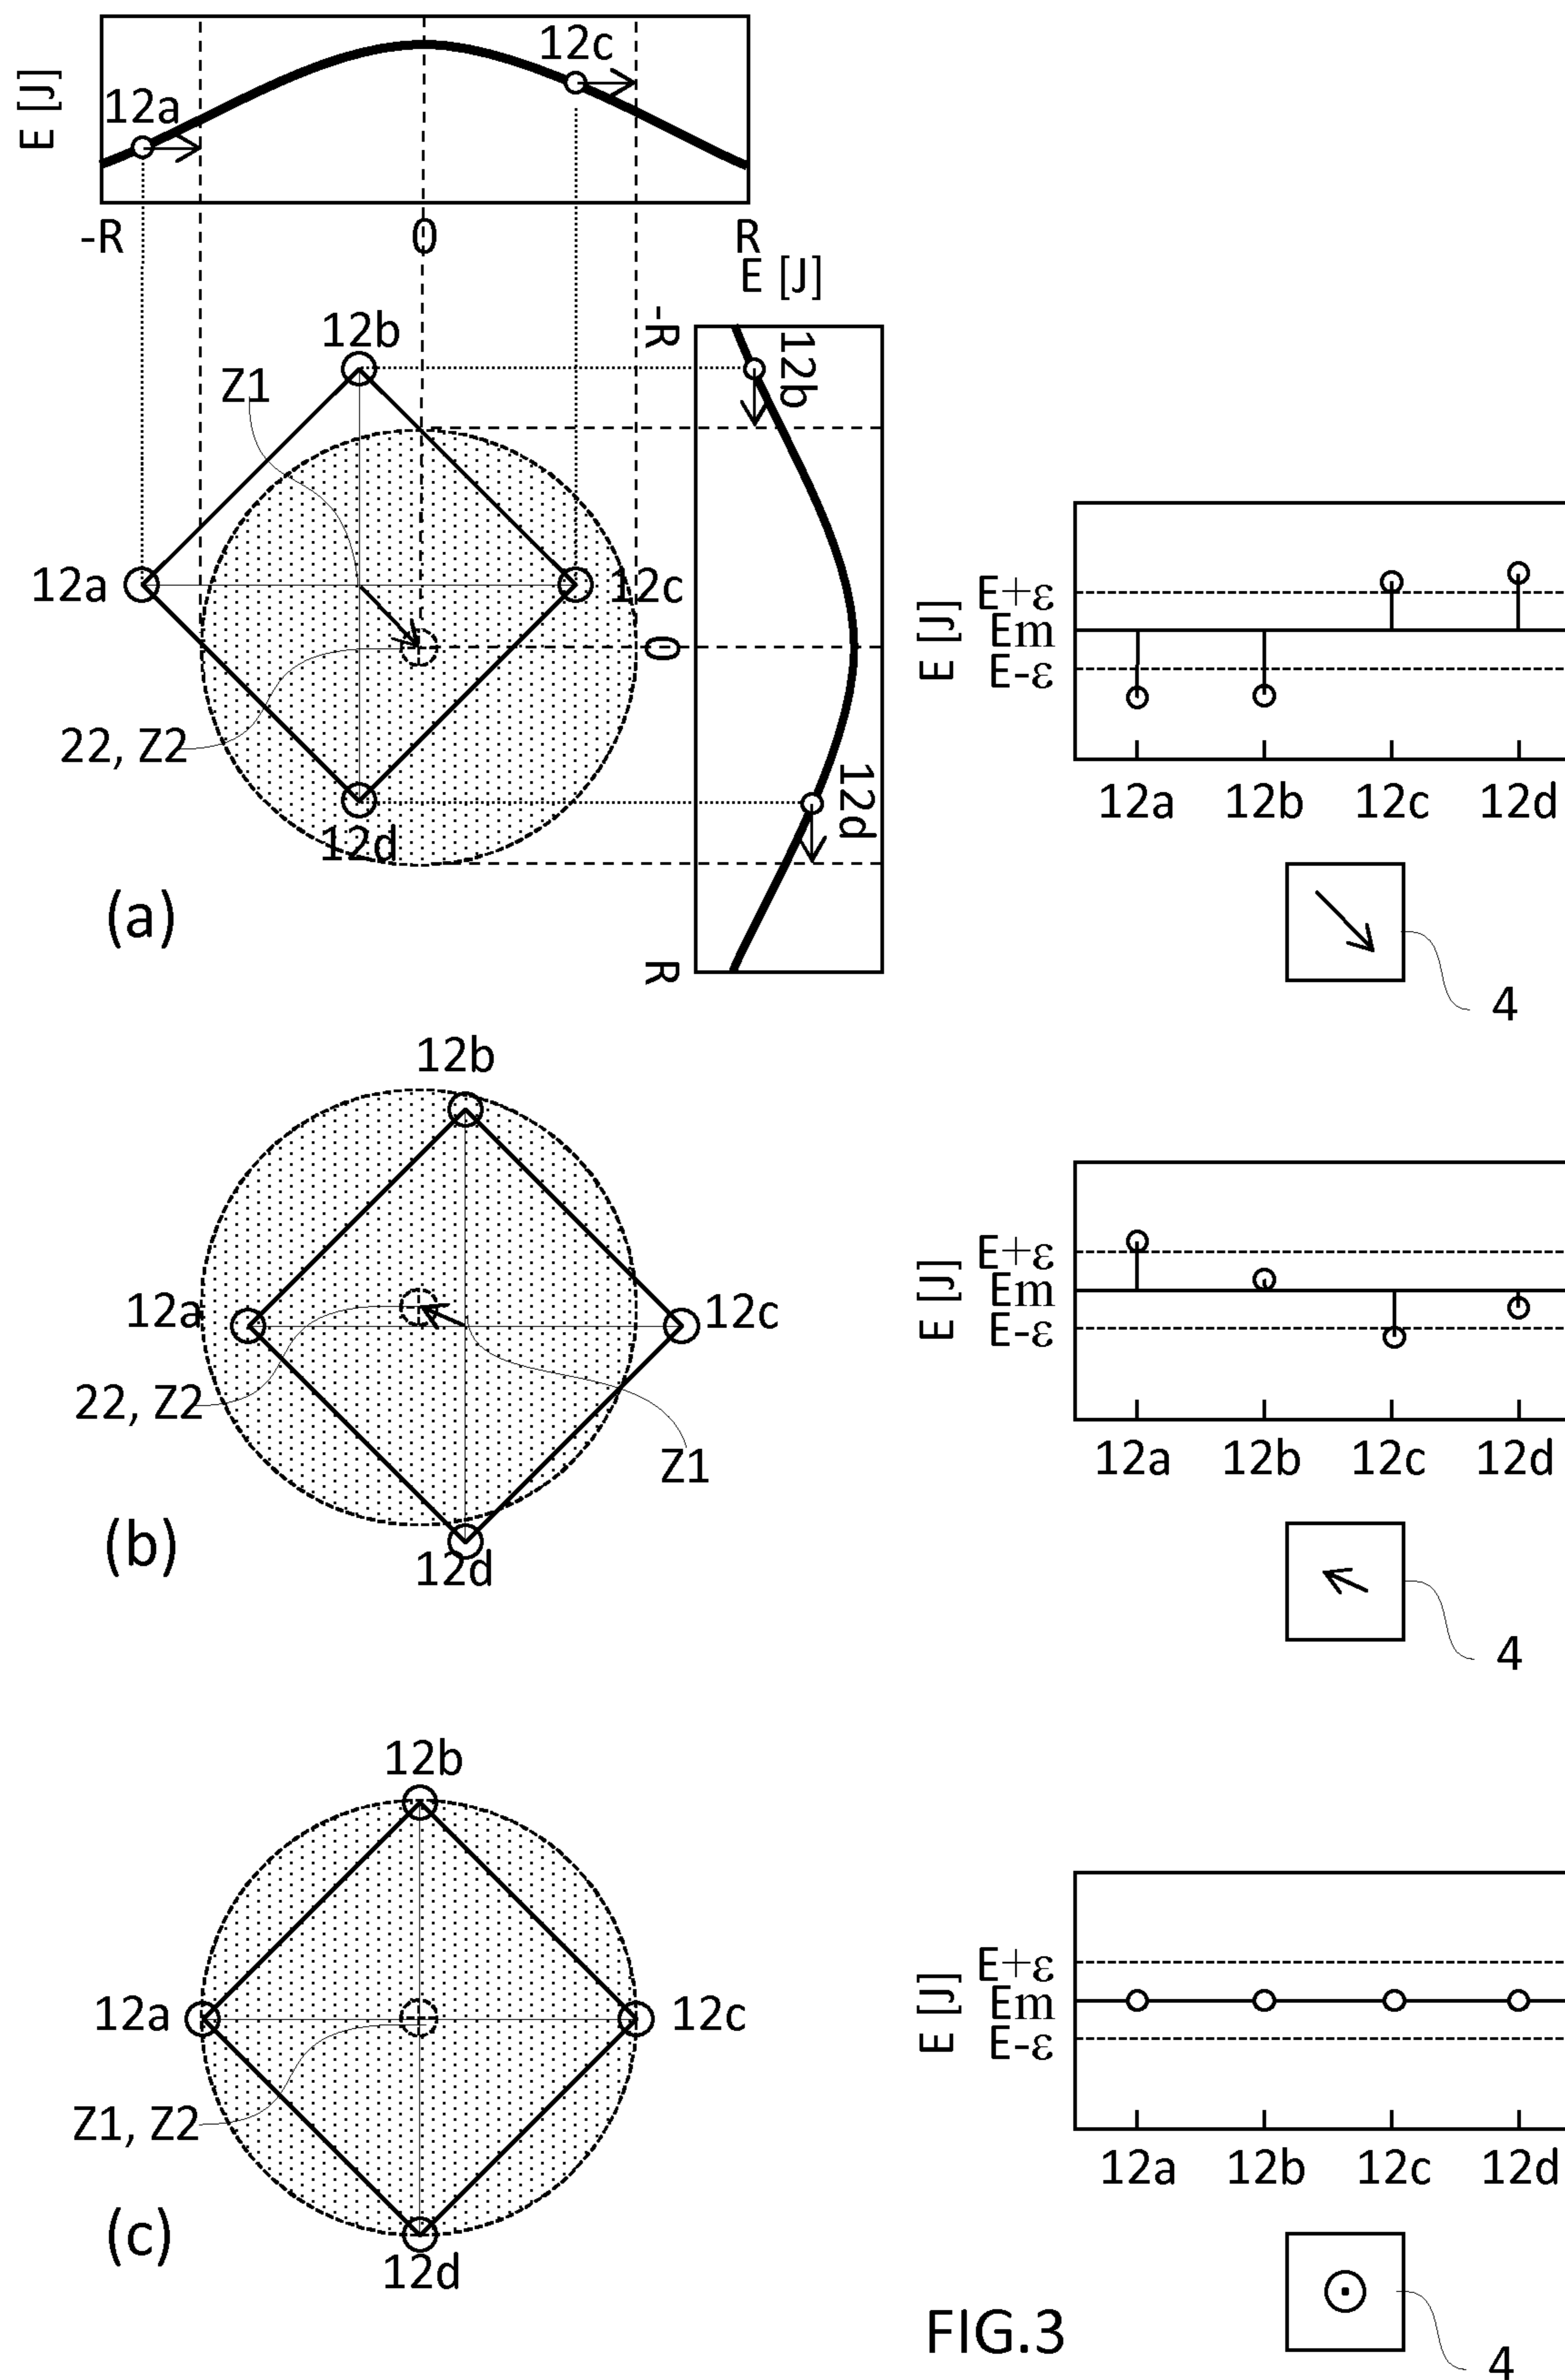 12c
E [J]
12a
-R
0
R
E [J]
-R
12b
12b
Z1
12a
12c
0
E [J]
E+ε
Em
E-ε
22, Z2
12d
12d
12a
12b
12c
12d
(a)
R
4
12b
12a
12c
E [J]
E+ε
Em
E-ε
22, Z2
Z1
12a
12b
12c
12d
(b)
12d
4
12b
12a
12c
E [J]
E+ε
Em
E-ε
Z1, Z2
12a
12b
12c
12d
(c)
12d
FIG.3
4